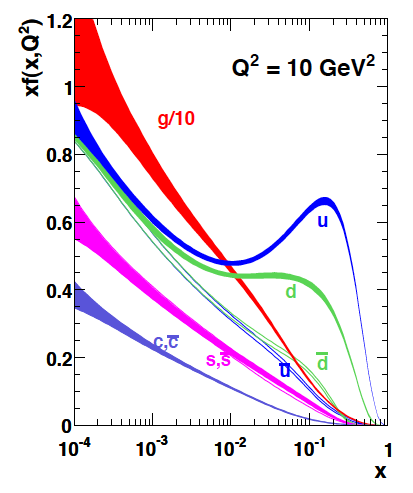 xf(x,Q²)
1.2
1
0.8
0.6
0.4
0.2
0
Q² = 10 GeV²
g/10
u
d
c,c̅
s,s̅
u̅
d̅
10⁻⁴
10⁻³
10⁻²
10⁻¹
1
x